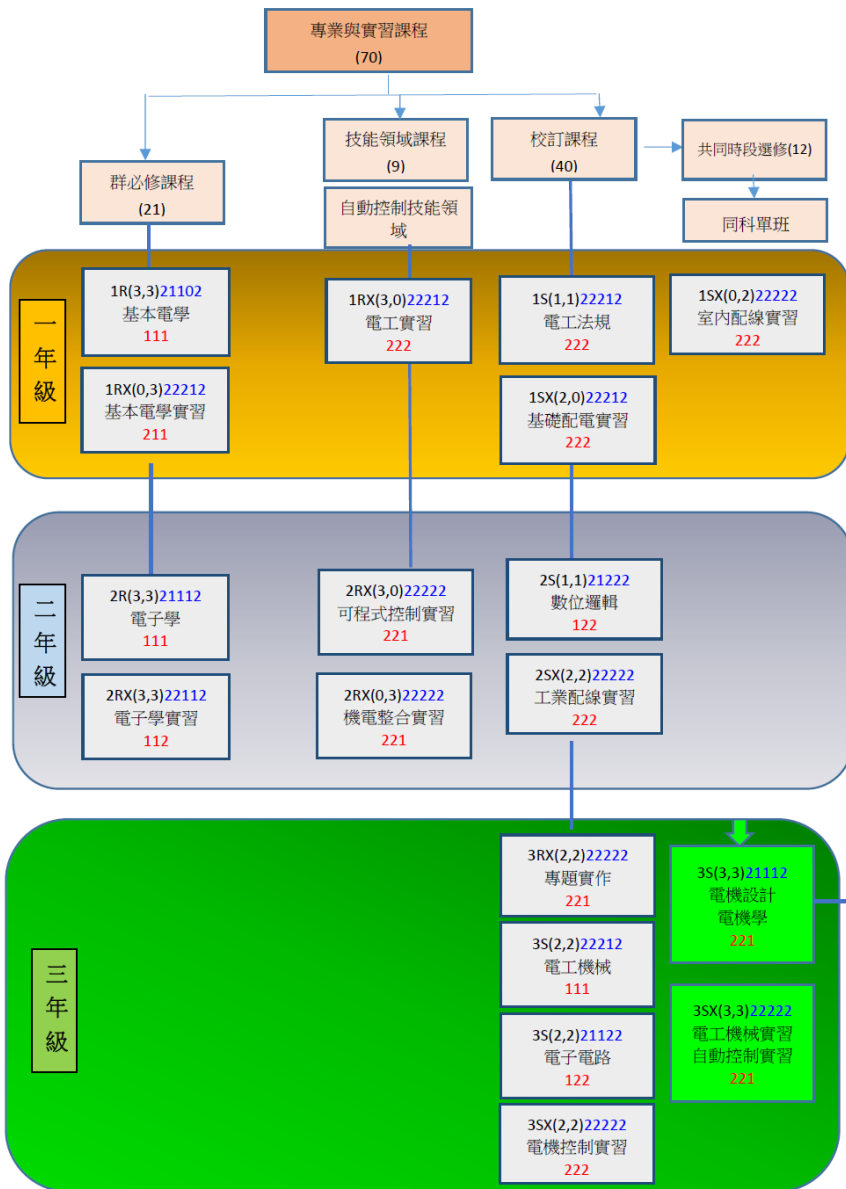 專業與實習課程
(70)
群必修課程
(21)
技能領域課程
(9)
自動控制技能領
域
校訂課程
(40)
共同時段選修(12)
同科單班
一年級
1R(3,3)21102
基本電學
111
1RX(0,3)22212
基本電學實習
211
1RX(3,0)22212
電工實習
222
1S(1,1)22212
電工法規
222
1SX(2,0)22212
基礎配電實習
222
1SX(0,2)22222
室內配線實習
222
二年級
2R(3,3)21112
電子學
111
2RX(3,3)22112
電子學實習
112
2RX(3,0)22222
可程式控制實習
221
2RX(0,3)22222
機電整合實習
221
2S(1,1)21222
數位邏輯
122
2SX(2,2)22222
工業配線實習
222
三年級
3RX(2,2)22222
專題實作
221
3S(2,2)22212
電工機械
111
3S(2,2)21122
電子電路
122
3SX(2,2)22222
電機控制實習
222
3S(3,3)21112
電機設計
電機學
221
3SX(3,3)22222
電工機械實習
自動控制實習
221